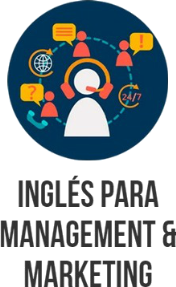 !
?
24/7
INGLÉS PARA
MANAGEMENT &
MARKETING